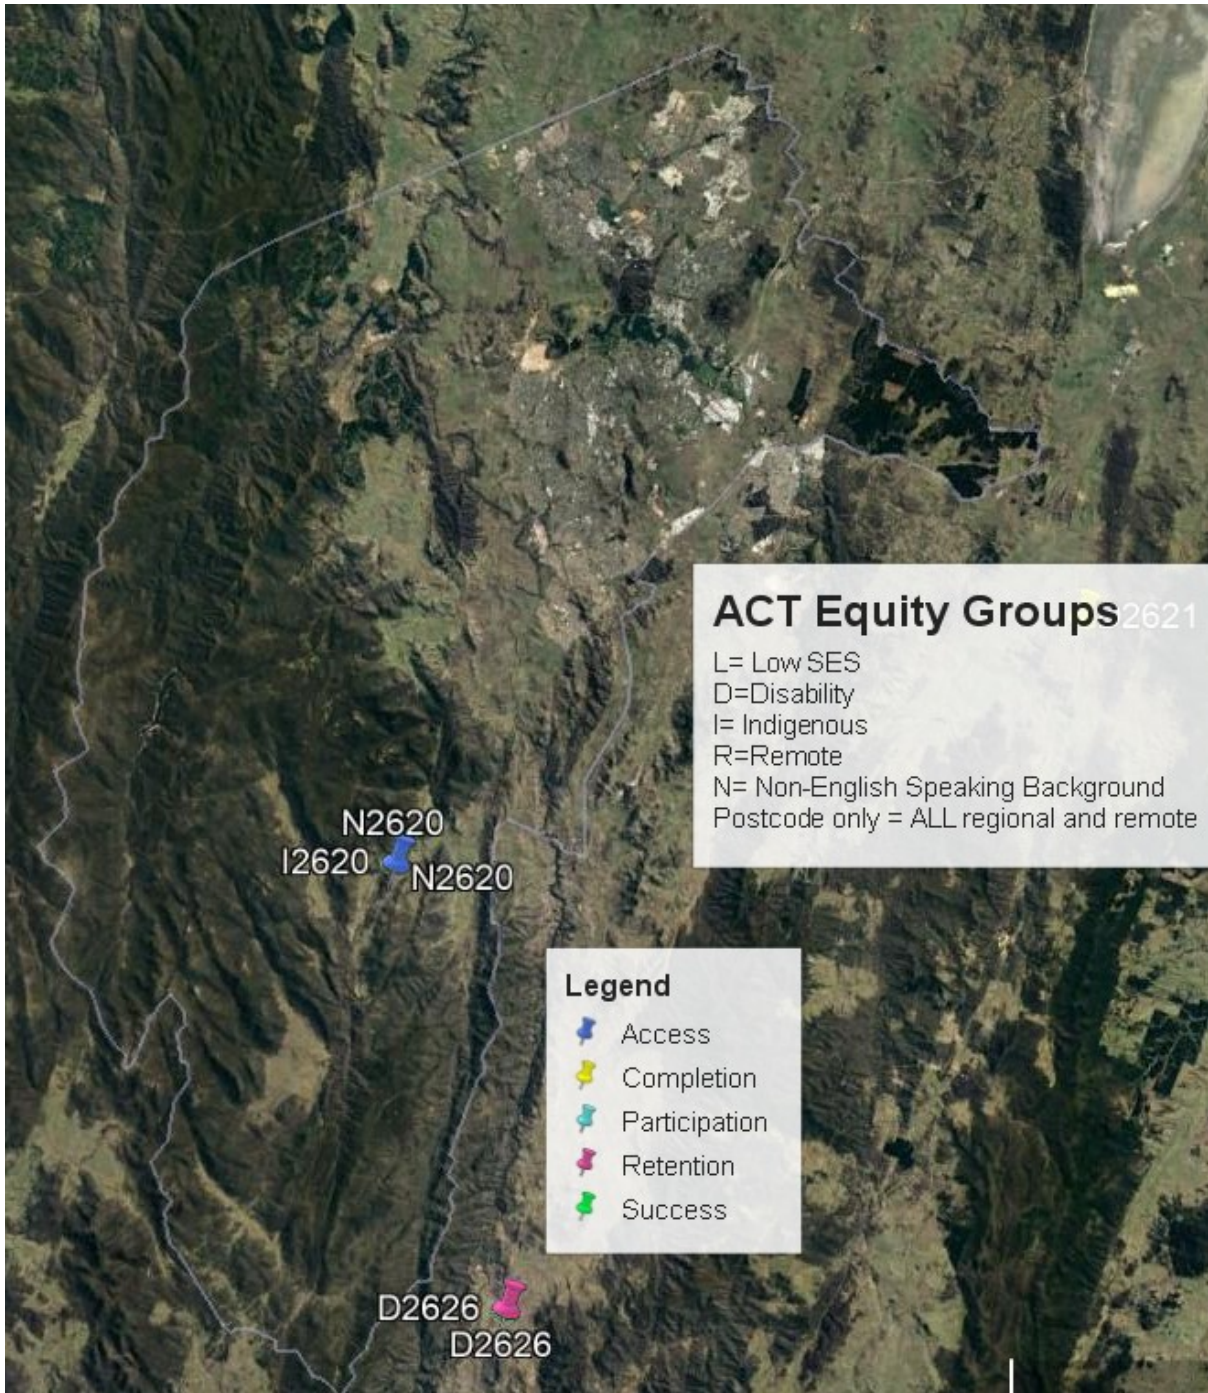 ACT Equity Groups
2621
L= Low SES
D=Disability
I= Indigenous
R=Remote
N= Non-English Speaking Background
Postcode only = ALL regional and remote
N2620
I2620
N2620
Legend
Access
Completion
Participation
Retention
Success
D2626
D2626